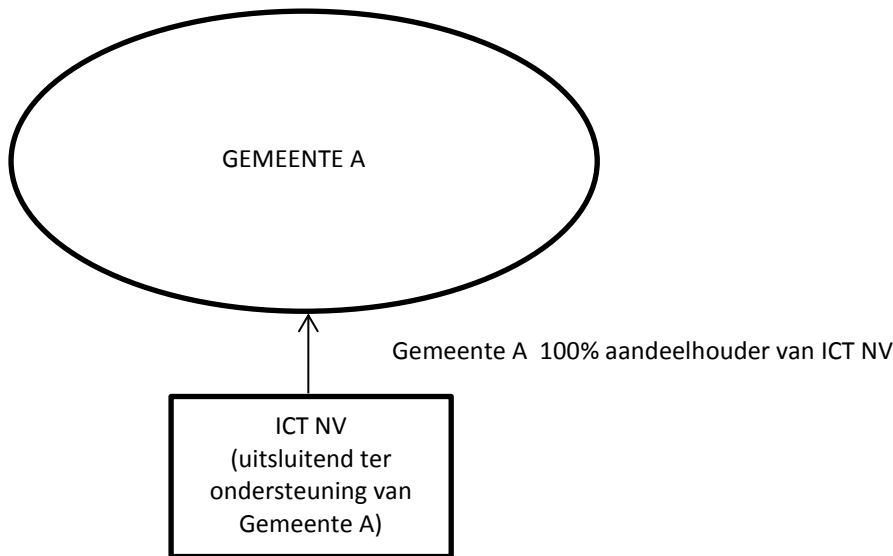 GEMEENTE A
Gemeente A 100% aandeelhouder van ICT NV
ICT NV
(uitsluitend ter
ondersteuning van
Gemeente A)